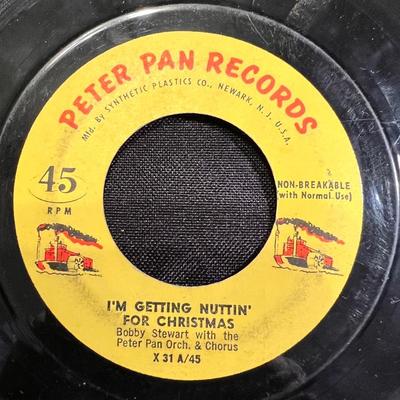 PETER PAN RECORDS
Mfd. By SYNTHETIC PLASTICS CO., NEWARK, N. J., U.S.A.
45
RPM
NON-BREAKABLE
(with Normal Use)
I'M GETTING NUTTIN'
FOR CHRISTMAS
Bobby Stewart with the
Peter Pan Orch. & Chorus
X 31 A/45